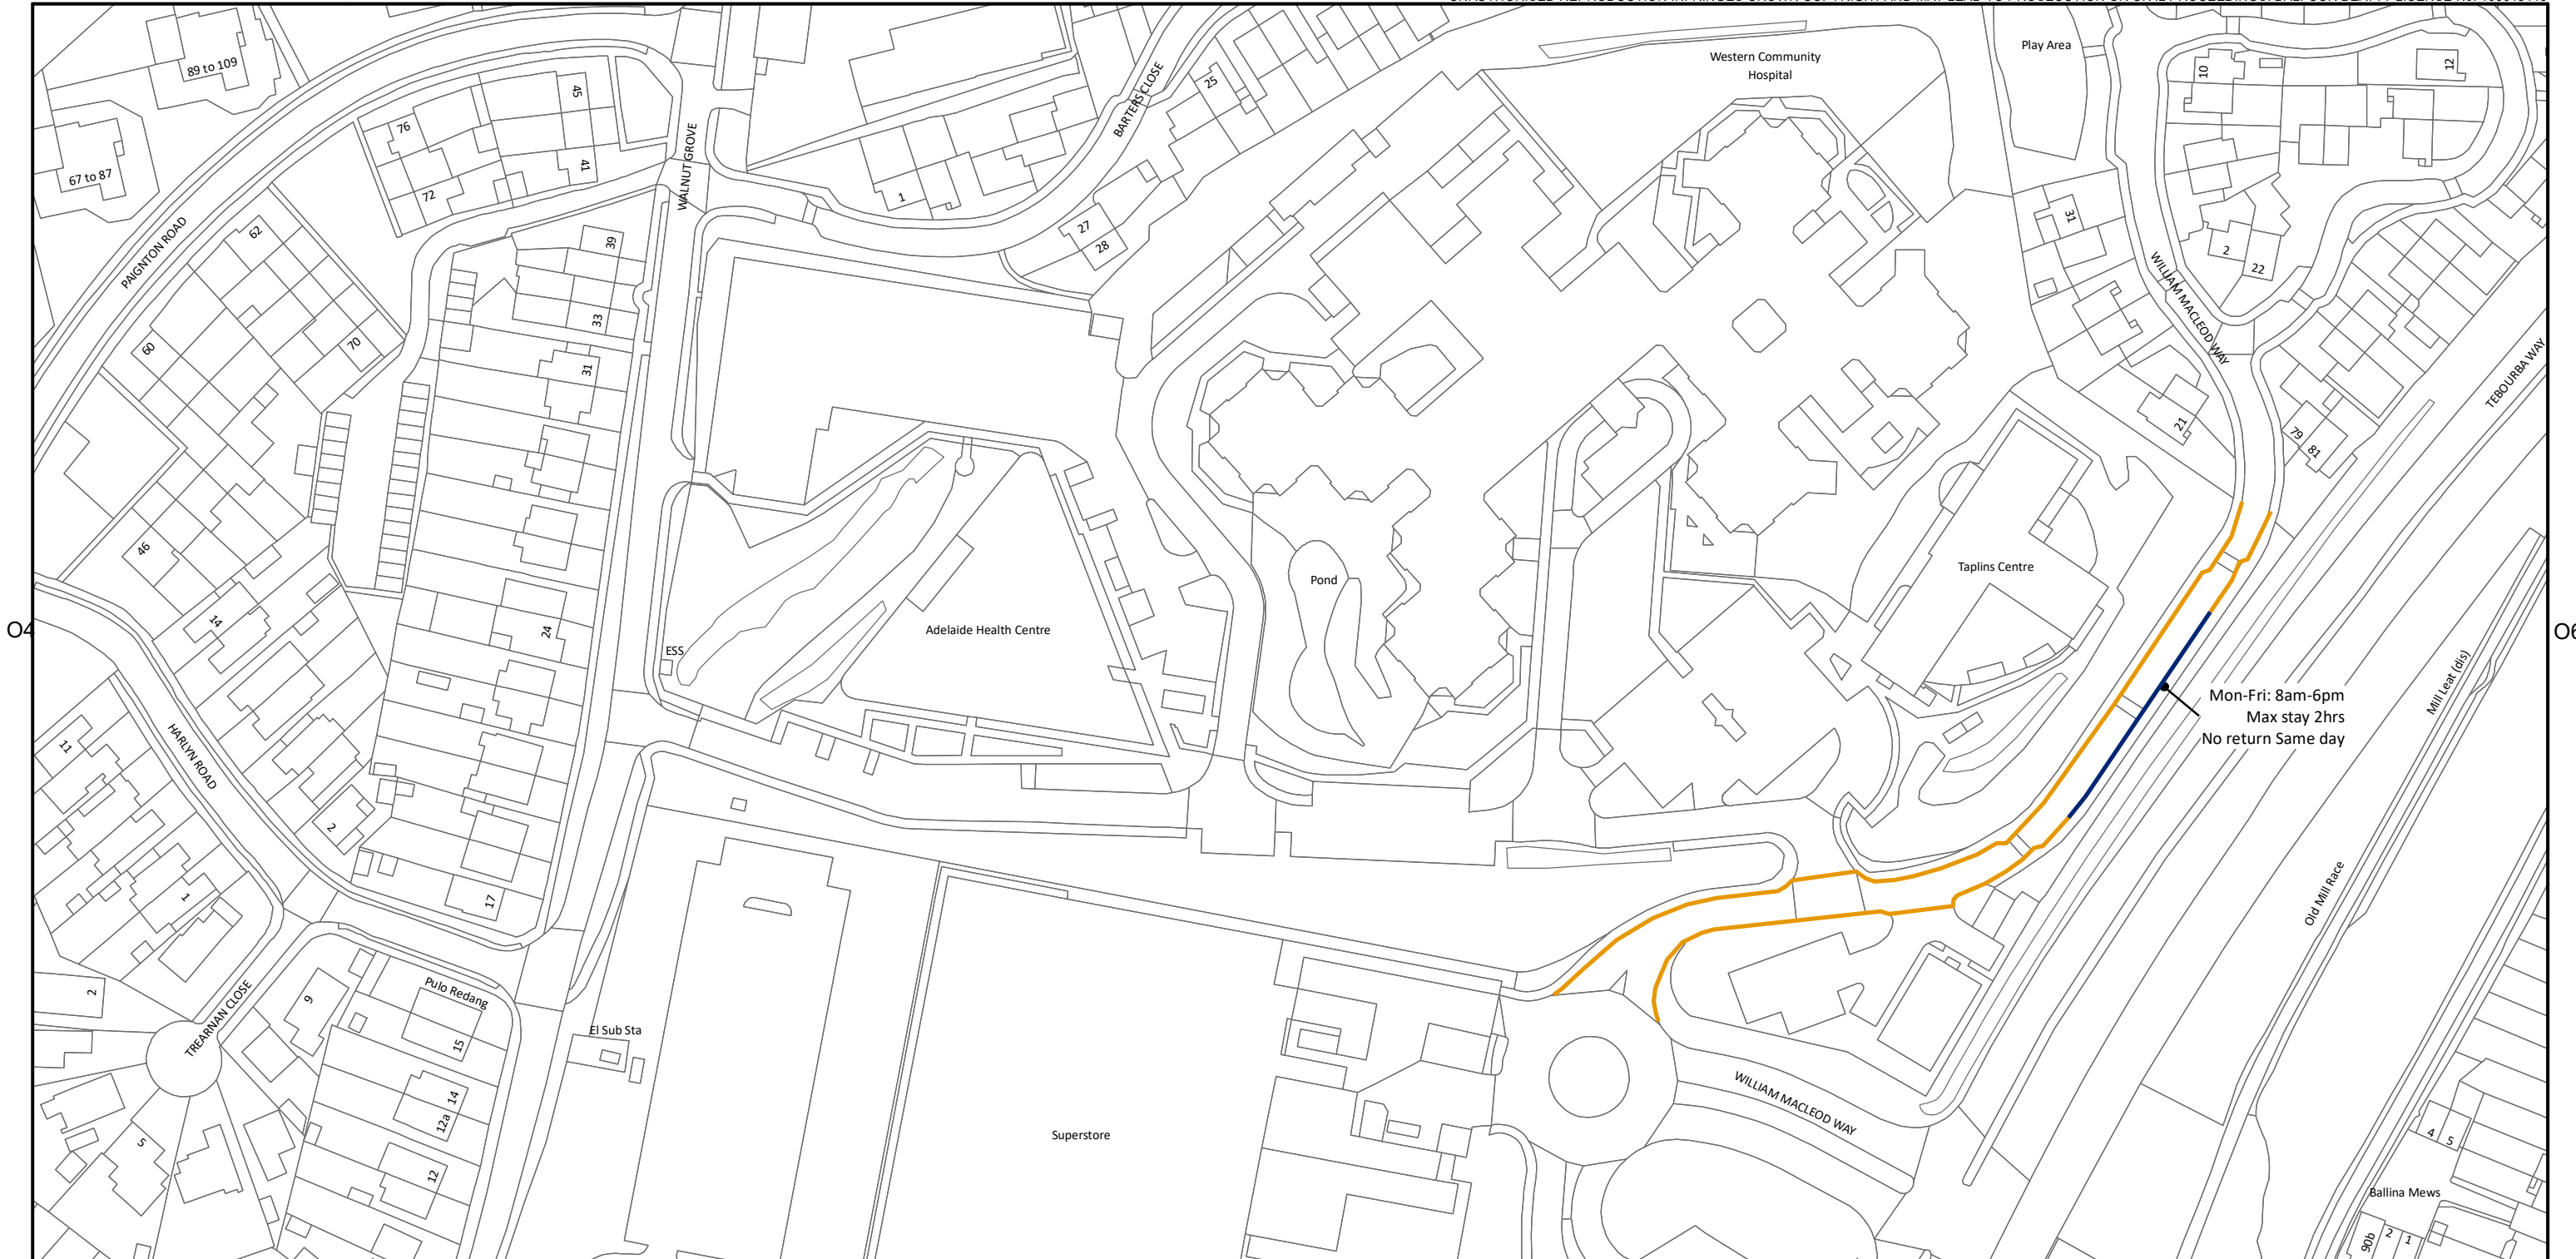 89 to 109
67 to 87
PAIGNTON ROAD
76
72
45
41
62
60
70
46
14
WALNUT GROVE
39
33
31
24
17
BARTERS CLOSE
25
1
27
28
Western Community
Hospital
Play Area
10
12
31
2
22
WILLIAM MACLEOD WAY
21
79
81
TEBOURBA WAY
O4
O6
Adelaide Health Centre
ESS
Pond
Taplins Centre
Mon-Fri: 8am-6pm
Max stay 2hrs
No return Same day
Mill Leat (dis)
Old Mill Race
HARLYN ROAD
11
2
1
2
9
TREARNAN CLOSE
Pulo Redang
15
14
12a
12
5
El Sub Sta
Superstore
WILLIAM MACLEOD WAY
4
5
Ballina Mews
90b
2
1